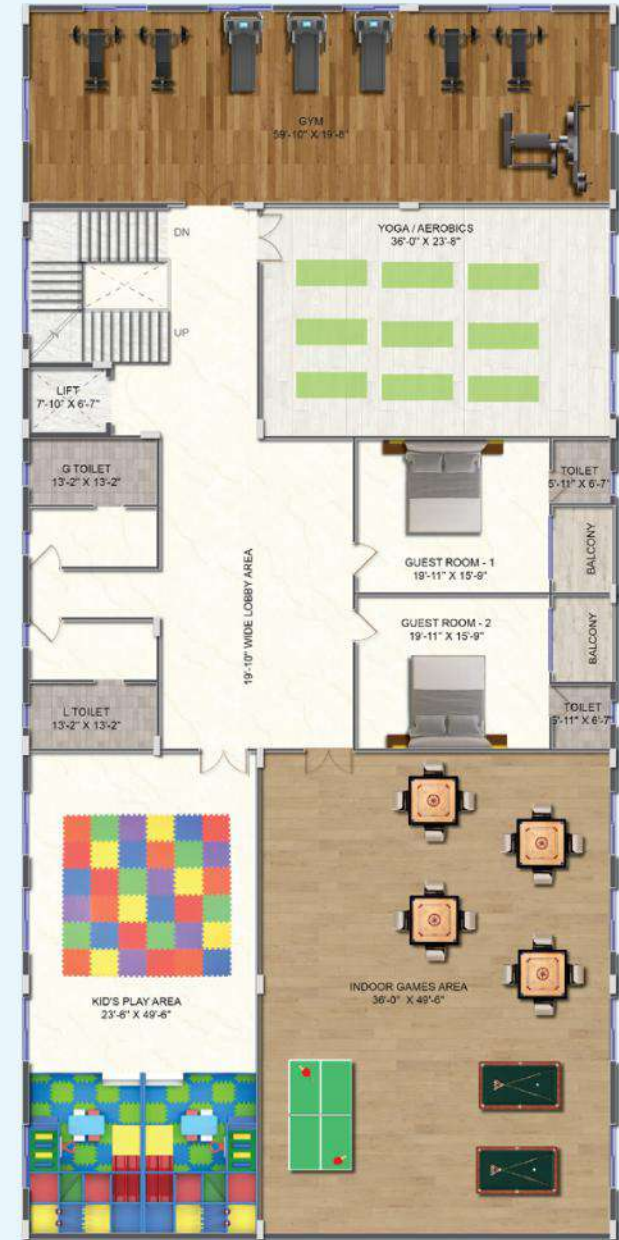 GYM
59'-10" X 19'-8"
DN
YOGA / AEROBICS
36'-0" X 23'-8"
UP
LIFT
7'-10" X 6'-7"
G TOILET
13'-2" X 13'-2"
TOILET
5'-11" X 6'-7"
GUEST ROOM - 1
19'-11" X 15'-9"
BALCONY
19'-10" WIDE LOBBY AREA
GUEST ROOM - 2
19'-11" X 15'-9"
BALCONY
L TOILET
13'-2" X 13'-2"
TOILET
5'-11" X 6'-7"
KID'S PLAY AREA
23'-6" X 49'-6"
INDOOR GAMES AREA
36'-0" X 49'-6"